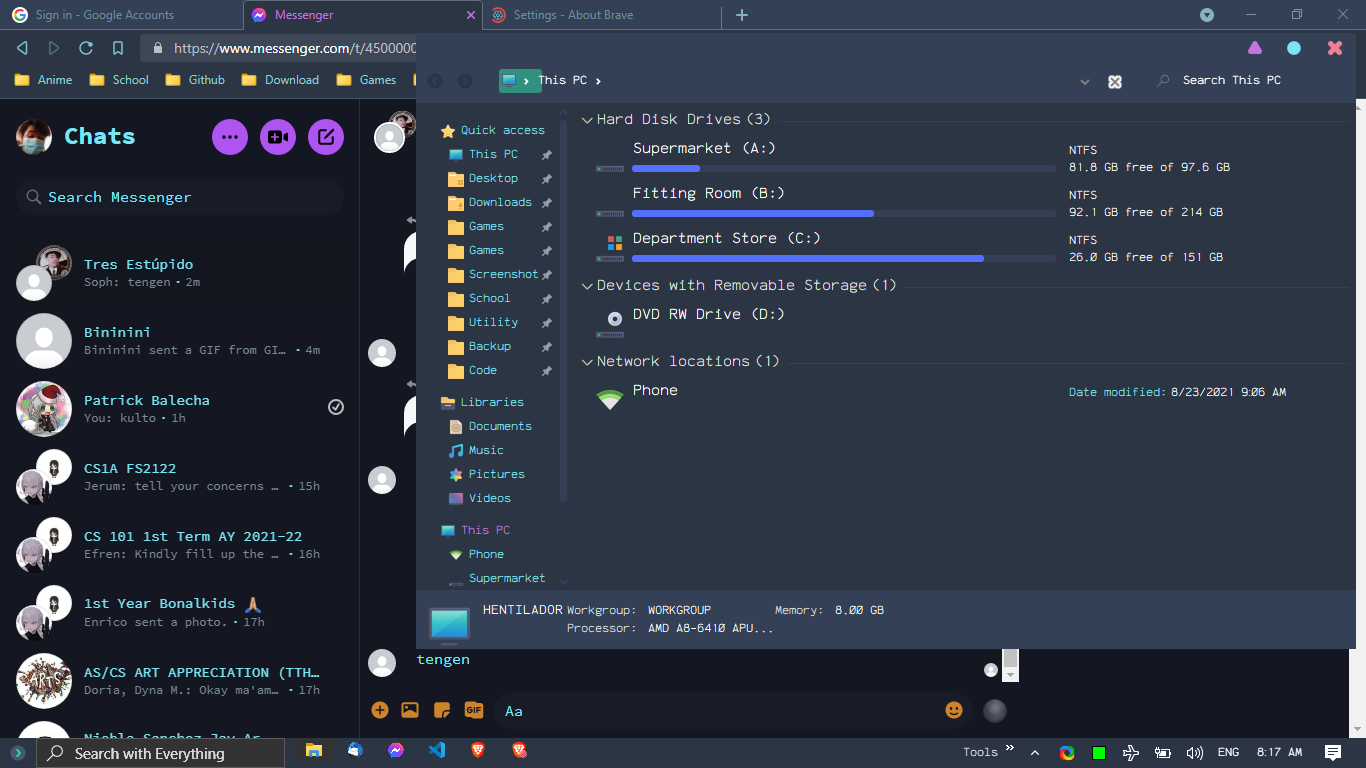 Sign in - Google Accounts
Messenger
Settings - About Brave
https://www.messenger.com/t/4500000
Anime
School
Github
Download
Games
This PC
Search This PC
Chats
Search Messenger
Tres Estúpido
Soph: tengen · 2m
Bininini
Bininini sent a GIF from GI… · 4m
Patrick Balecha
You: kulto · 1h
CS1A FS2122
Jerum: tell your concerns … · 15h
CS 101 1st Term AY 2021-22
Efren: Kindly fill up the … · 16h
1st Year Bonalkids 🙏🏽
Enrico sent a photo. · 17h
ARTS
AS/CS ART APPRECIATION (TTH…
Doria, Dyna M.: Okay ma'am… · 17h
Quick access
This PC
Desktop
Downloads
Games
Games
Screenshot
School
Utility
Backup
Code
Libraries
Documents
Music
Pictures
Videos
This PC
Phone
Supermarket
Hard Disk Drives (3)
Supermarket (A:)
NTFS
81.8 GB free of 97.6 GB
Fitting Room (B:)
NTFS
92.1 GB free of 214 GB
Department Store (C:)
NTFS
26.0 GB free of 151 GB
Devices with Removable Storage (1)
DVD RW Drive (D:)
Network locations (1)
Phone
Date modified: 8/23/2021 9:06 AM
HENTILADOR Workgroup: WORKGROUP Memory: 8.00 GB
Processor: AMD A8-6410 APU...
tengen
GIF
Aa
Search with Everything
Tools
ENG
8:17 AM